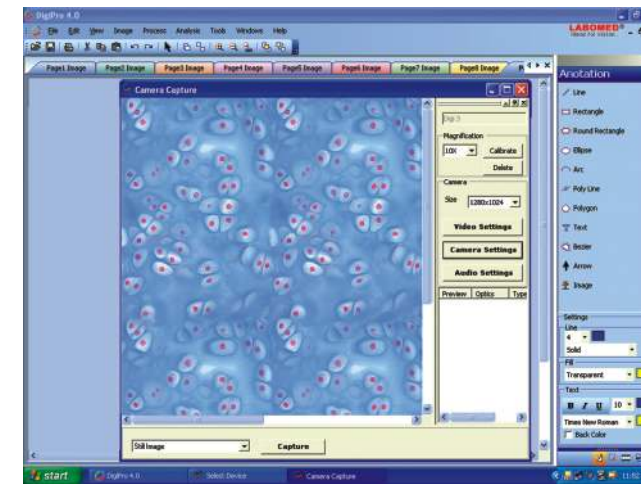 DigiPro 4.0
File Edit View Image Process Analysis Tools Windows Help
LABOMED®
Page1 Image Page2 Image Page3 Image Page4 Image Page5 Image Page6 Image Page7 Image Page8 Image
Camera Capture
Digi 3
Magnification
10X Calibrate
Delete
Camera
Size 1280x1024
Video Settings
Camera Settings
Audio Settings
Preview Optics Type
Still Image Capture
Anotation
Line
Rectangle
Round Rectangle
Ellipse
Arc
Poly Line
Polygon
Text
Bezier
Arrow
Image
Settings
Line
4
Solid
Fill
Transparent
Text
B I U 10
Times New Roman
Back Color
start DigiPro 4.0 Select Device Camera Capture 11:52